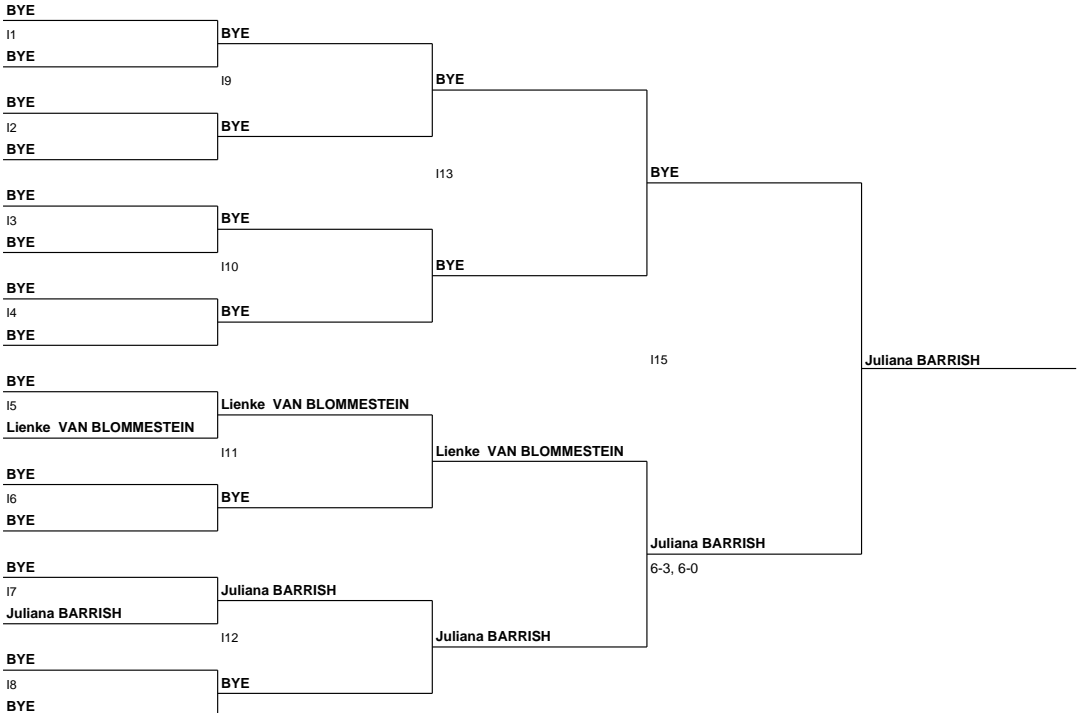 BYE
I1
BYE
BYE
I9
BYE
BYE
I2
BYE
BYE
I13
BYE
BYE
I3
BYE
BYE
I10
BYE
BYE
I4
BYE
BYE
I15
Juliana BARRISH
BYE
I5
Lienke VAN BLOMMESTEIN
Lienke VAN BLOMMESTEIN
I11
Lienke VAN BLOMMESTEIN
BYE
I6
BYE
BYE
Juliana BARRISH
6-3, 6-0
BYE
I7
Juliana BARRISH
Juliana BARRISH
I12
Juliana BARRISH
BYE
I8
BYE
BYE